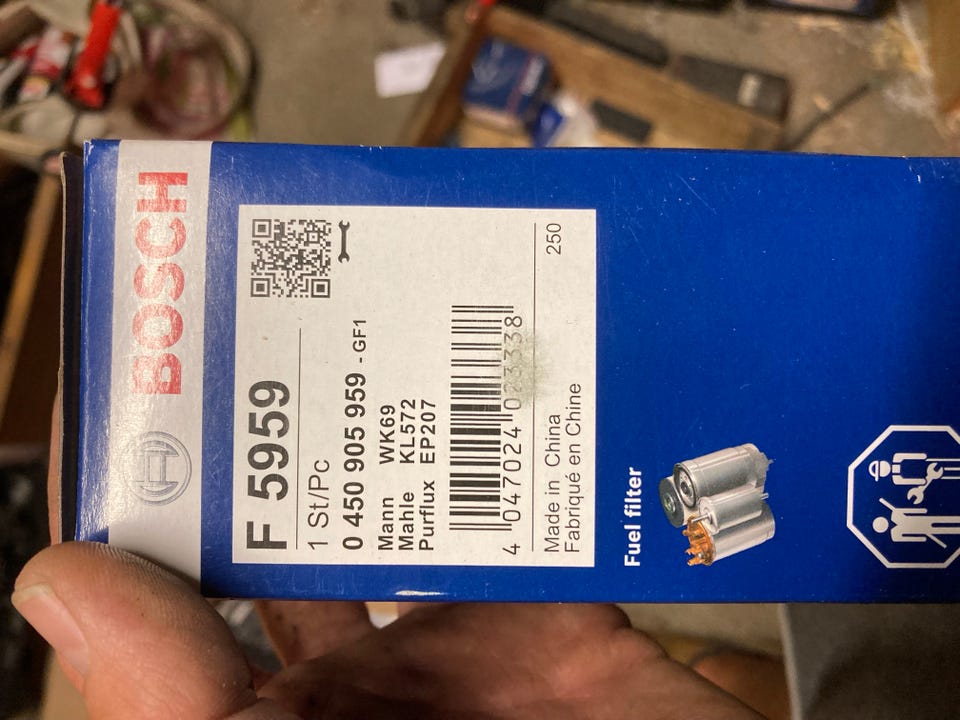 BOSCH
F 5959
1 St/Pc
0 450 905 959 - GF1
Mann WK69
Mahle KL572
Purflux EP207
4 047024 023338
Made in China 250
Fabriqué en Chine
Fuel filter